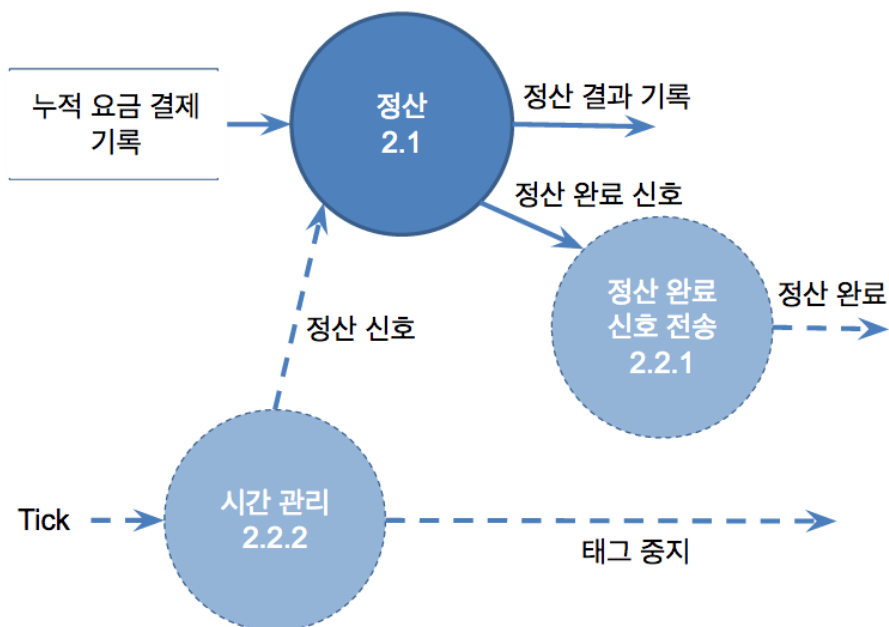 누적 요금 결제
기록
정산
2.1
정산 결과 기록
정산 완료 신호
정산 완료
신호 전송
2.2.1
정산 완료
정산 신호
Tick
시간 관리
2.2.2
태그 중지